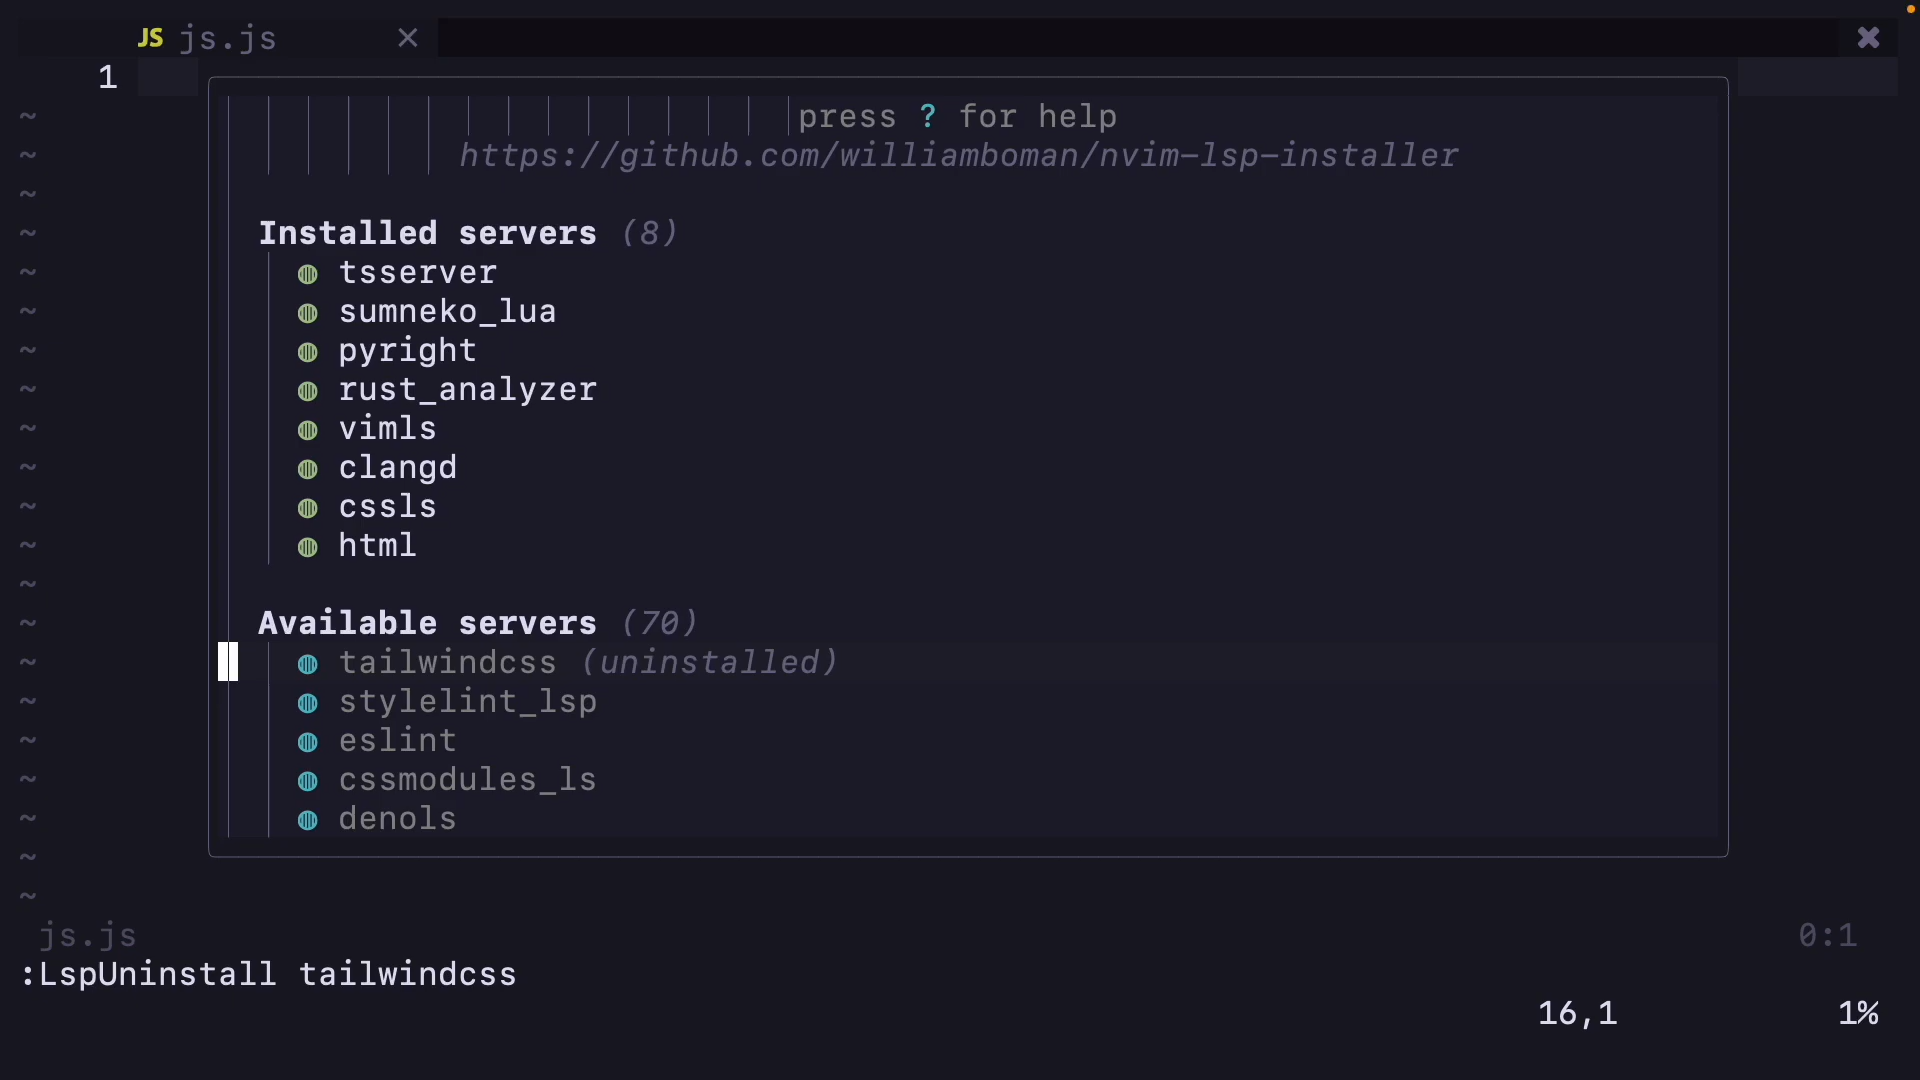 JS js.js ×
1
press ? for help
https://github.com/williamboman/nvim-lsp-installer
Installed servers (8)
tsserver
sumneko_lua
pyright
rust_analyzer
vimls
clangd
cssls
html
Available servers (70)
tailwindcss (uninstalled)
stylelint_lsp
eslint
cssmodules_ls
denols
js.js 0:1
:LspUninstall tailwindcss
16,1 1%